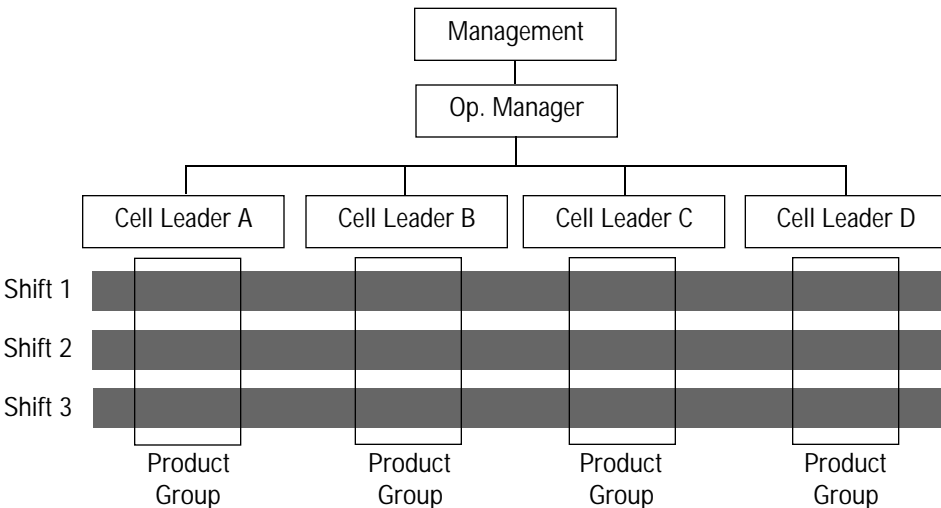 Management
Op. Manager
Cell Leader A
Cell Leader B
Cell Leader C
Cell Leader D
Shift 1
Shift 2
Shift 3
Product
Group
Product
Group
Product
Group
Product
Group